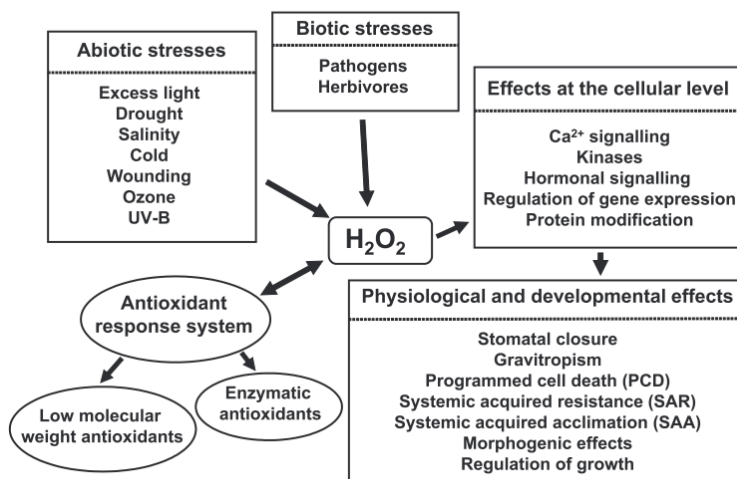 Abiotic stresses
Excess light
Drought
Salinity
Cold
Wounding
Ozone
UV-B
Biotic stresses
Pathogens
Herbivores
Effects at the cellular level
Ca²⁺ signalling
Kinases
Hormonal signalling
Regulation of gene expression
Protein modification
H₂O₂
Antioxidant
response system
Low molecular
weight antioxidants
Enzymatic
antioxidants
Physiological and developmental effects
Stomatal closure
Gravitropism
Programmed cell death (PCD)
Systemic acquired resistance (SAR)
Systemic acquired acclimation (SAA)
Morphogenic effects
Regulation of growth